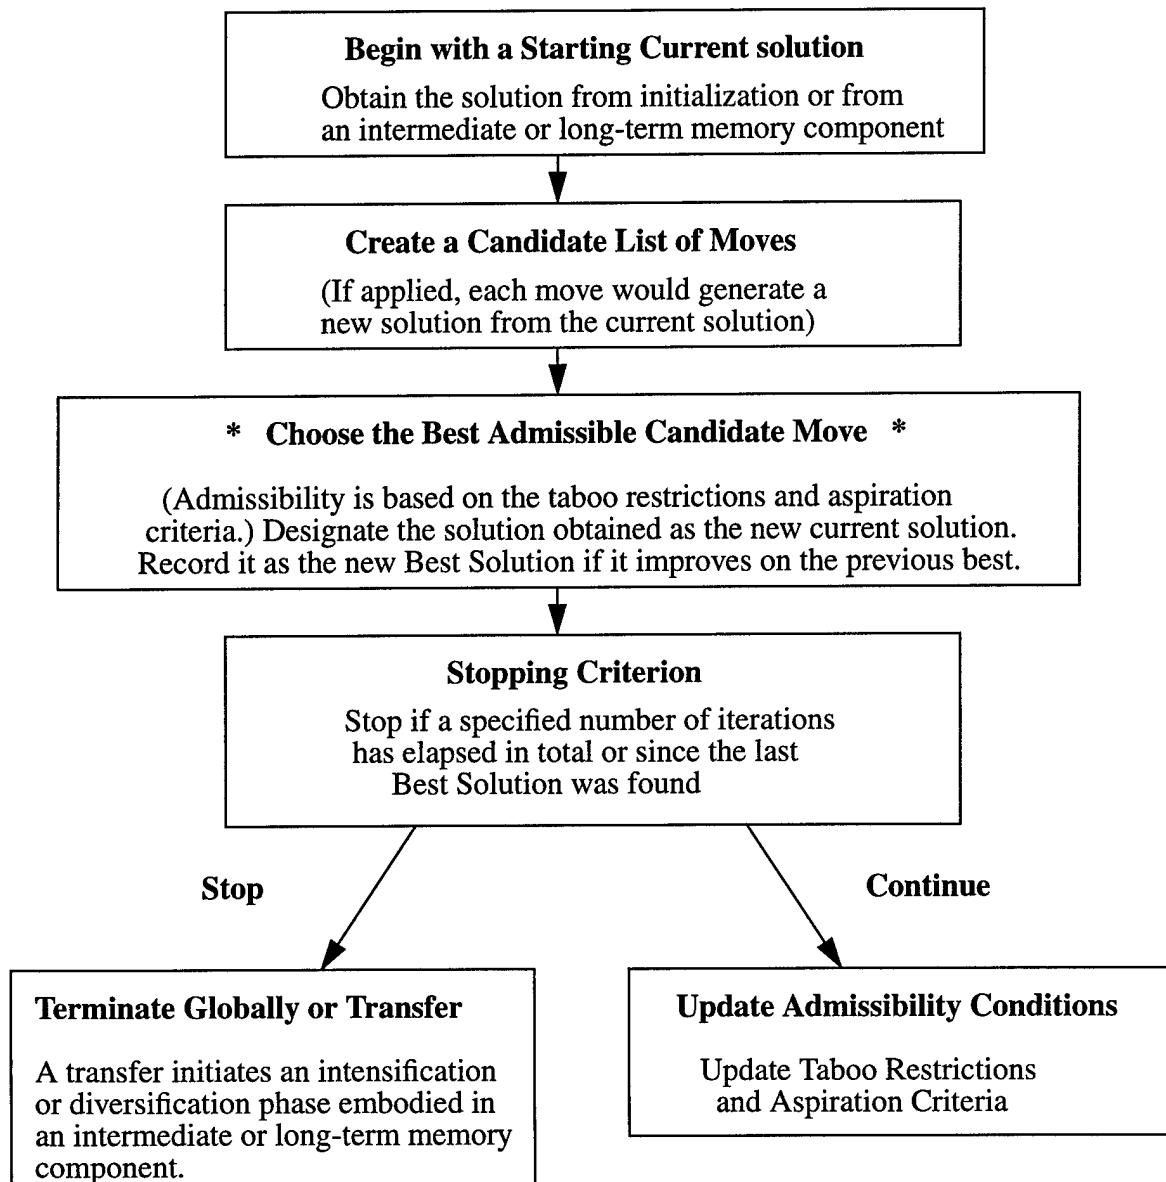 Begin with a Starting Current solution
Obtain the solution from initialization or from
an intermediate or long-term memory component
Create a Candidate List of Moves
(If applied, each move would generate a
new solution from the current solution)
* Choose the Best Admissible Candidate Move *
(Admissibility is based on the taboo restrictions and aspiration
criteria.) Designate the solution obtained as the new current solution.
Record it as the new Best Solution if it improves on the previous best.
Stopping Criterion
Stop if a specified number of iterations
has elapsed in total or since the last
Best Solution was found
Stop
Continue
Terminate Globally or Transfer
A transfer initiates an intensification
or diversification phase embodied in
an intermediate or long-term memory
component.
Update Admissibility Conditions
Update Taboo Restrictions
and Aspiration Criteria